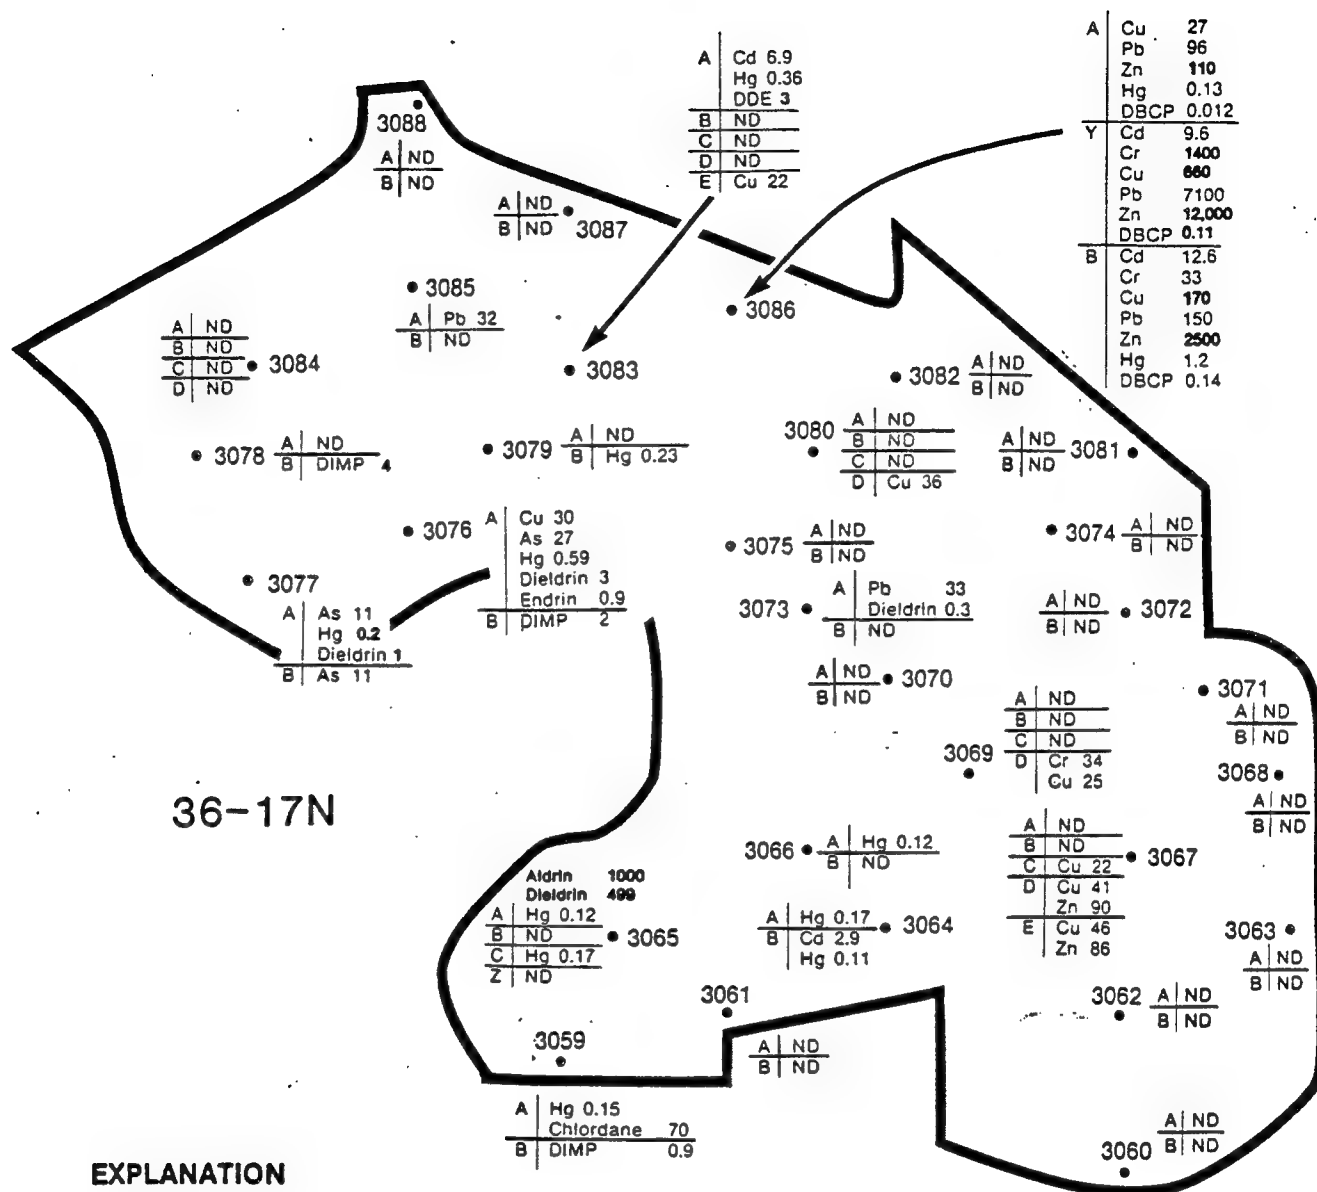 A Cu 27
Pb 96
Zn 110
Hg 0.13
DBCP 0.012
Y Cd 9.6
Cr 1400
Cu 660
Pb 7100
Zn 12,000
DBCP 0.11
B Cd 12.6
Cr 33
Cu 170
Pb 150
Zn 2500
Hg 1.2
DBCP 0.14
A Cd 6.9
Hg 0.36
DDE 3
B ND
C ND
D ND
E Cu 22
3088
A ND
B ND
A ND
B ND
3087
3085
A Pb 32
B ND
3086
A ND
B ND
C ND
D ND
3084
3083
3082
A ND
B ND
3078
A ND
B DIMP 4
3079
A ND
B Hg 0.23
3080
A ND
B ND
C ND
D Cu 36
A ND
B ND
3081
3076
A Cu 30
As 27
Hg 0.59
Dieldrin 3
Endrin 0.9
B DIMP 2
3075
A ND
B ND
3074
A ND
B ND
3077
A As 11
Hg 0.2
Dieldrin 1
B As 11
3073
A Pb 33
Dieldrin 0.3
B ND
A ND
B ND
3072
A ND
B ND
3070
3071
A ND
B ND
3069
A ND
B ND
C ND
D Cr 34
Cu 25
3068
A ND
B ND
36-17N
3066
A Hg 0.12
B ND
A ND
B ND
C Cu 22
D Cu 41
Zn 90
E Cu 46
Zn 86
3067
Aldrin 1000
Dieldrin 499
A Hg 0.12
B ND
C Hg 0.17
Z ND
3065
A Hg 0.17
B Cd 2.9
Hg 0.11
3064
3063
A ND
B ND
3061
A ND
B ND
3062
A ND
B ND
3059
A Hg 0.15
Chlordane 70
B DIMP 0.9
3060
A ND
B ND
EXPLANATION